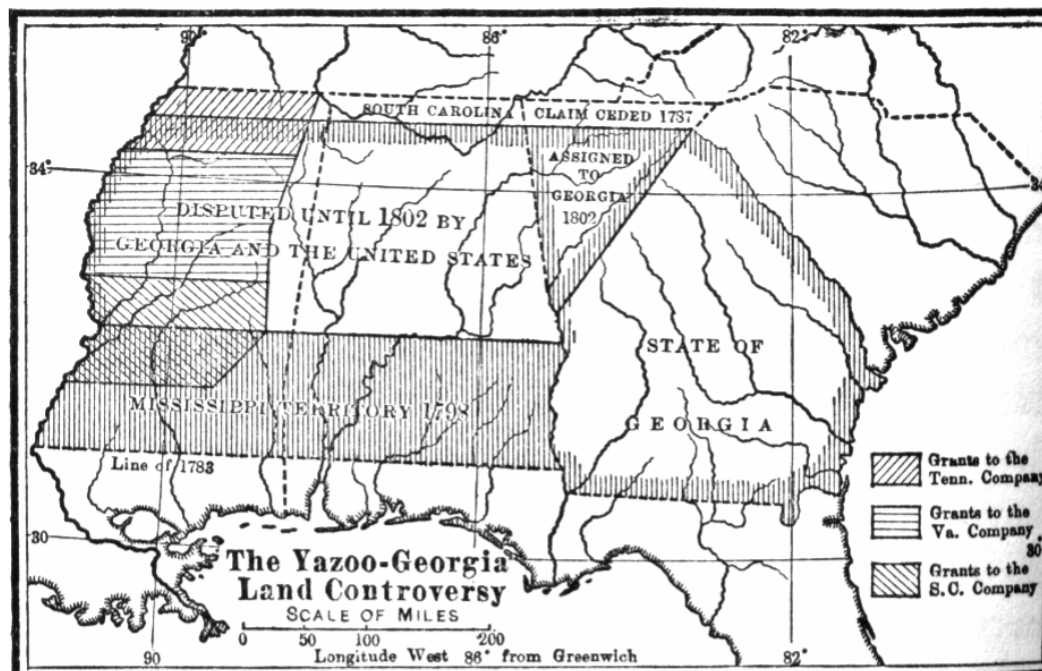 90
86
82
SOUTH CAROLINA CLAIM CEDED 1787
34
ASSIGNED
TO
GEORGIA
1802
DISPUTED UNTIL 1802 BY
GEORGIA AND THE UNITED STATES
STATE OF
GEORGIA
MISSISSIPPI TERRITORY 1798
Line of 1783
Grants to the
Tenn. Company
Grants to the
Va. Company
Grants to the
S.C. Company
30
30
The Yazoo-Georgia
Land Controversy
SCALE OF MILES
0 50 100 200
90
82
Longitude West 86° from Greenwich